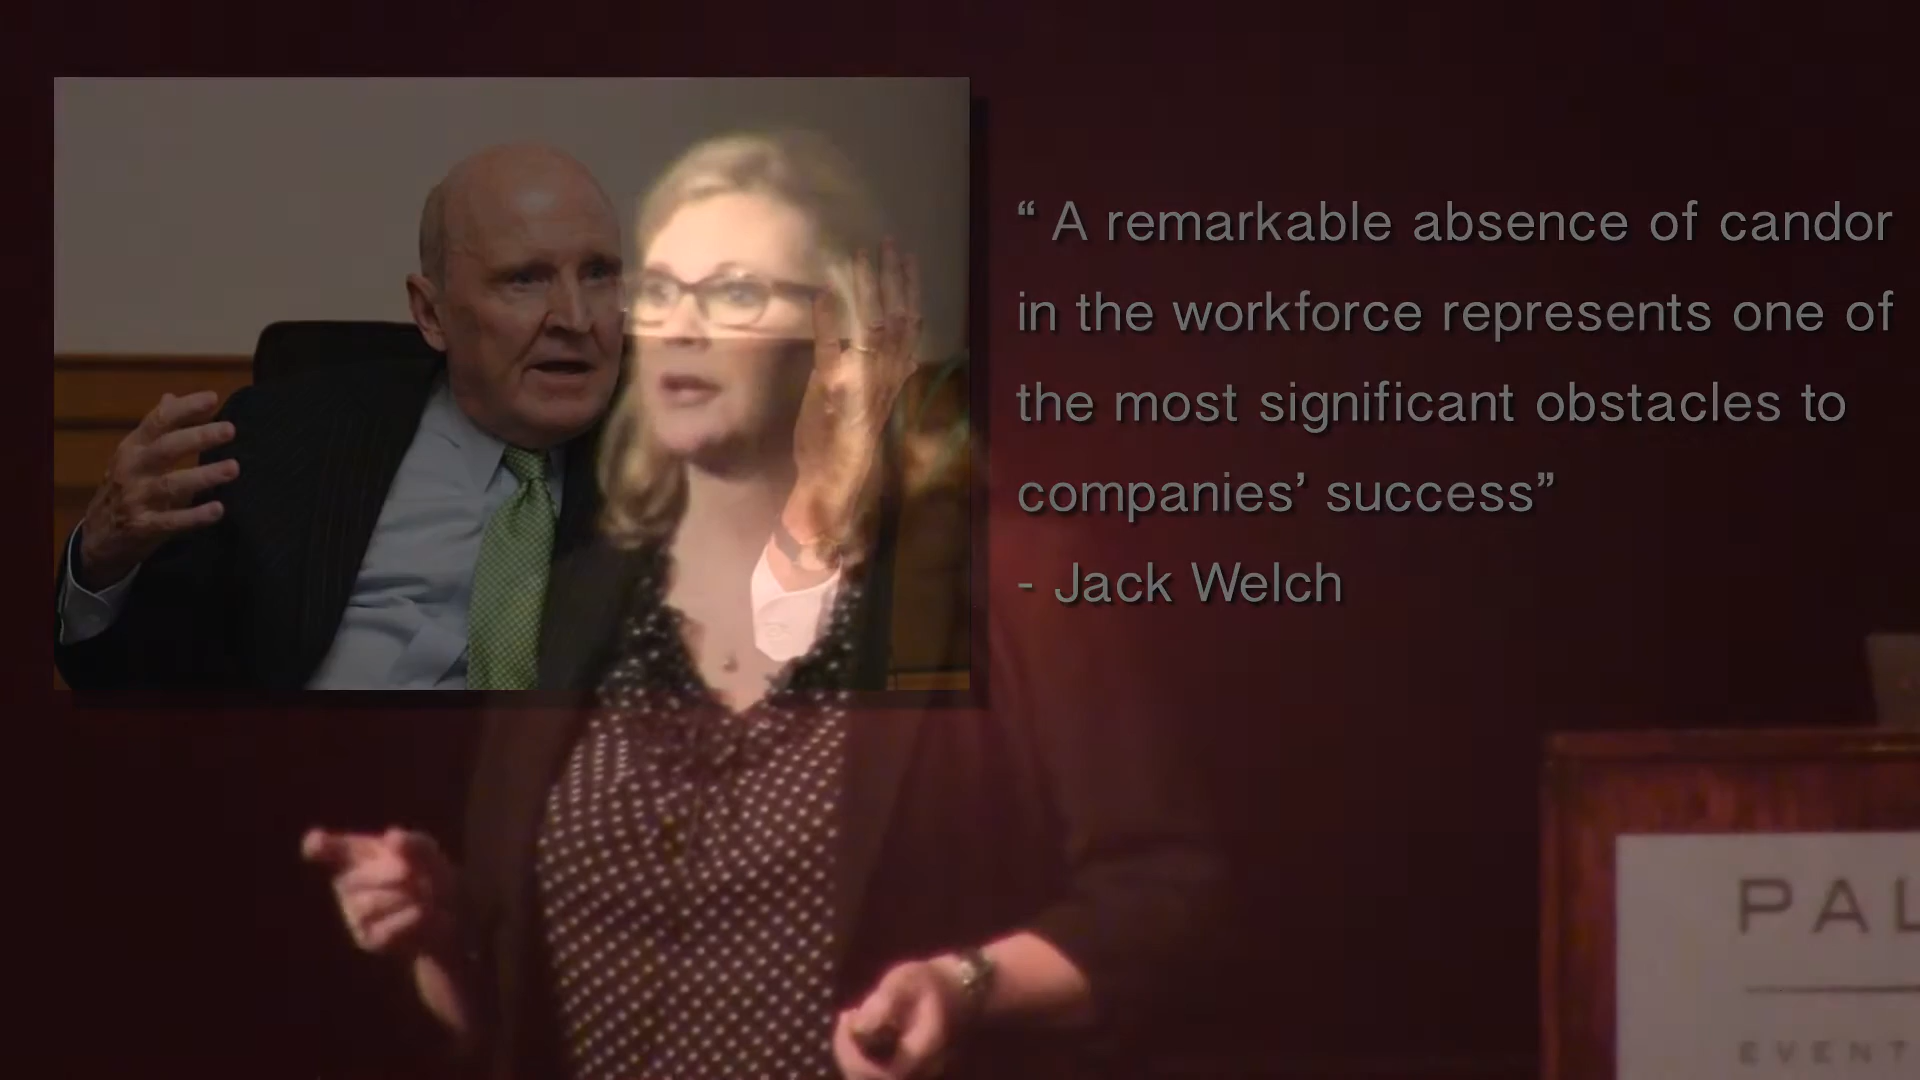 “ A remarkable absence of candor
in the workforce represents one of
the most significant obstacles to
companies’ success”
- Jack Welch
PAL
EVENT